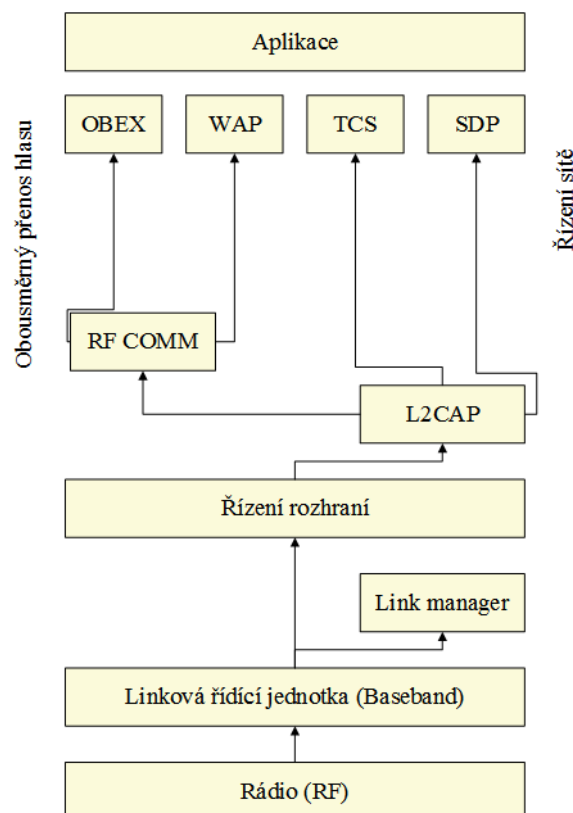 Aplikace
OBEX
WAP
TCS
SDP
Obousměrný přenos hlasu
Řízení sítě
RF COMM
L2CAP
Řízení rozhraní
Link manager
Linková řídící jednotka (Baseband)
Rádio (RF)